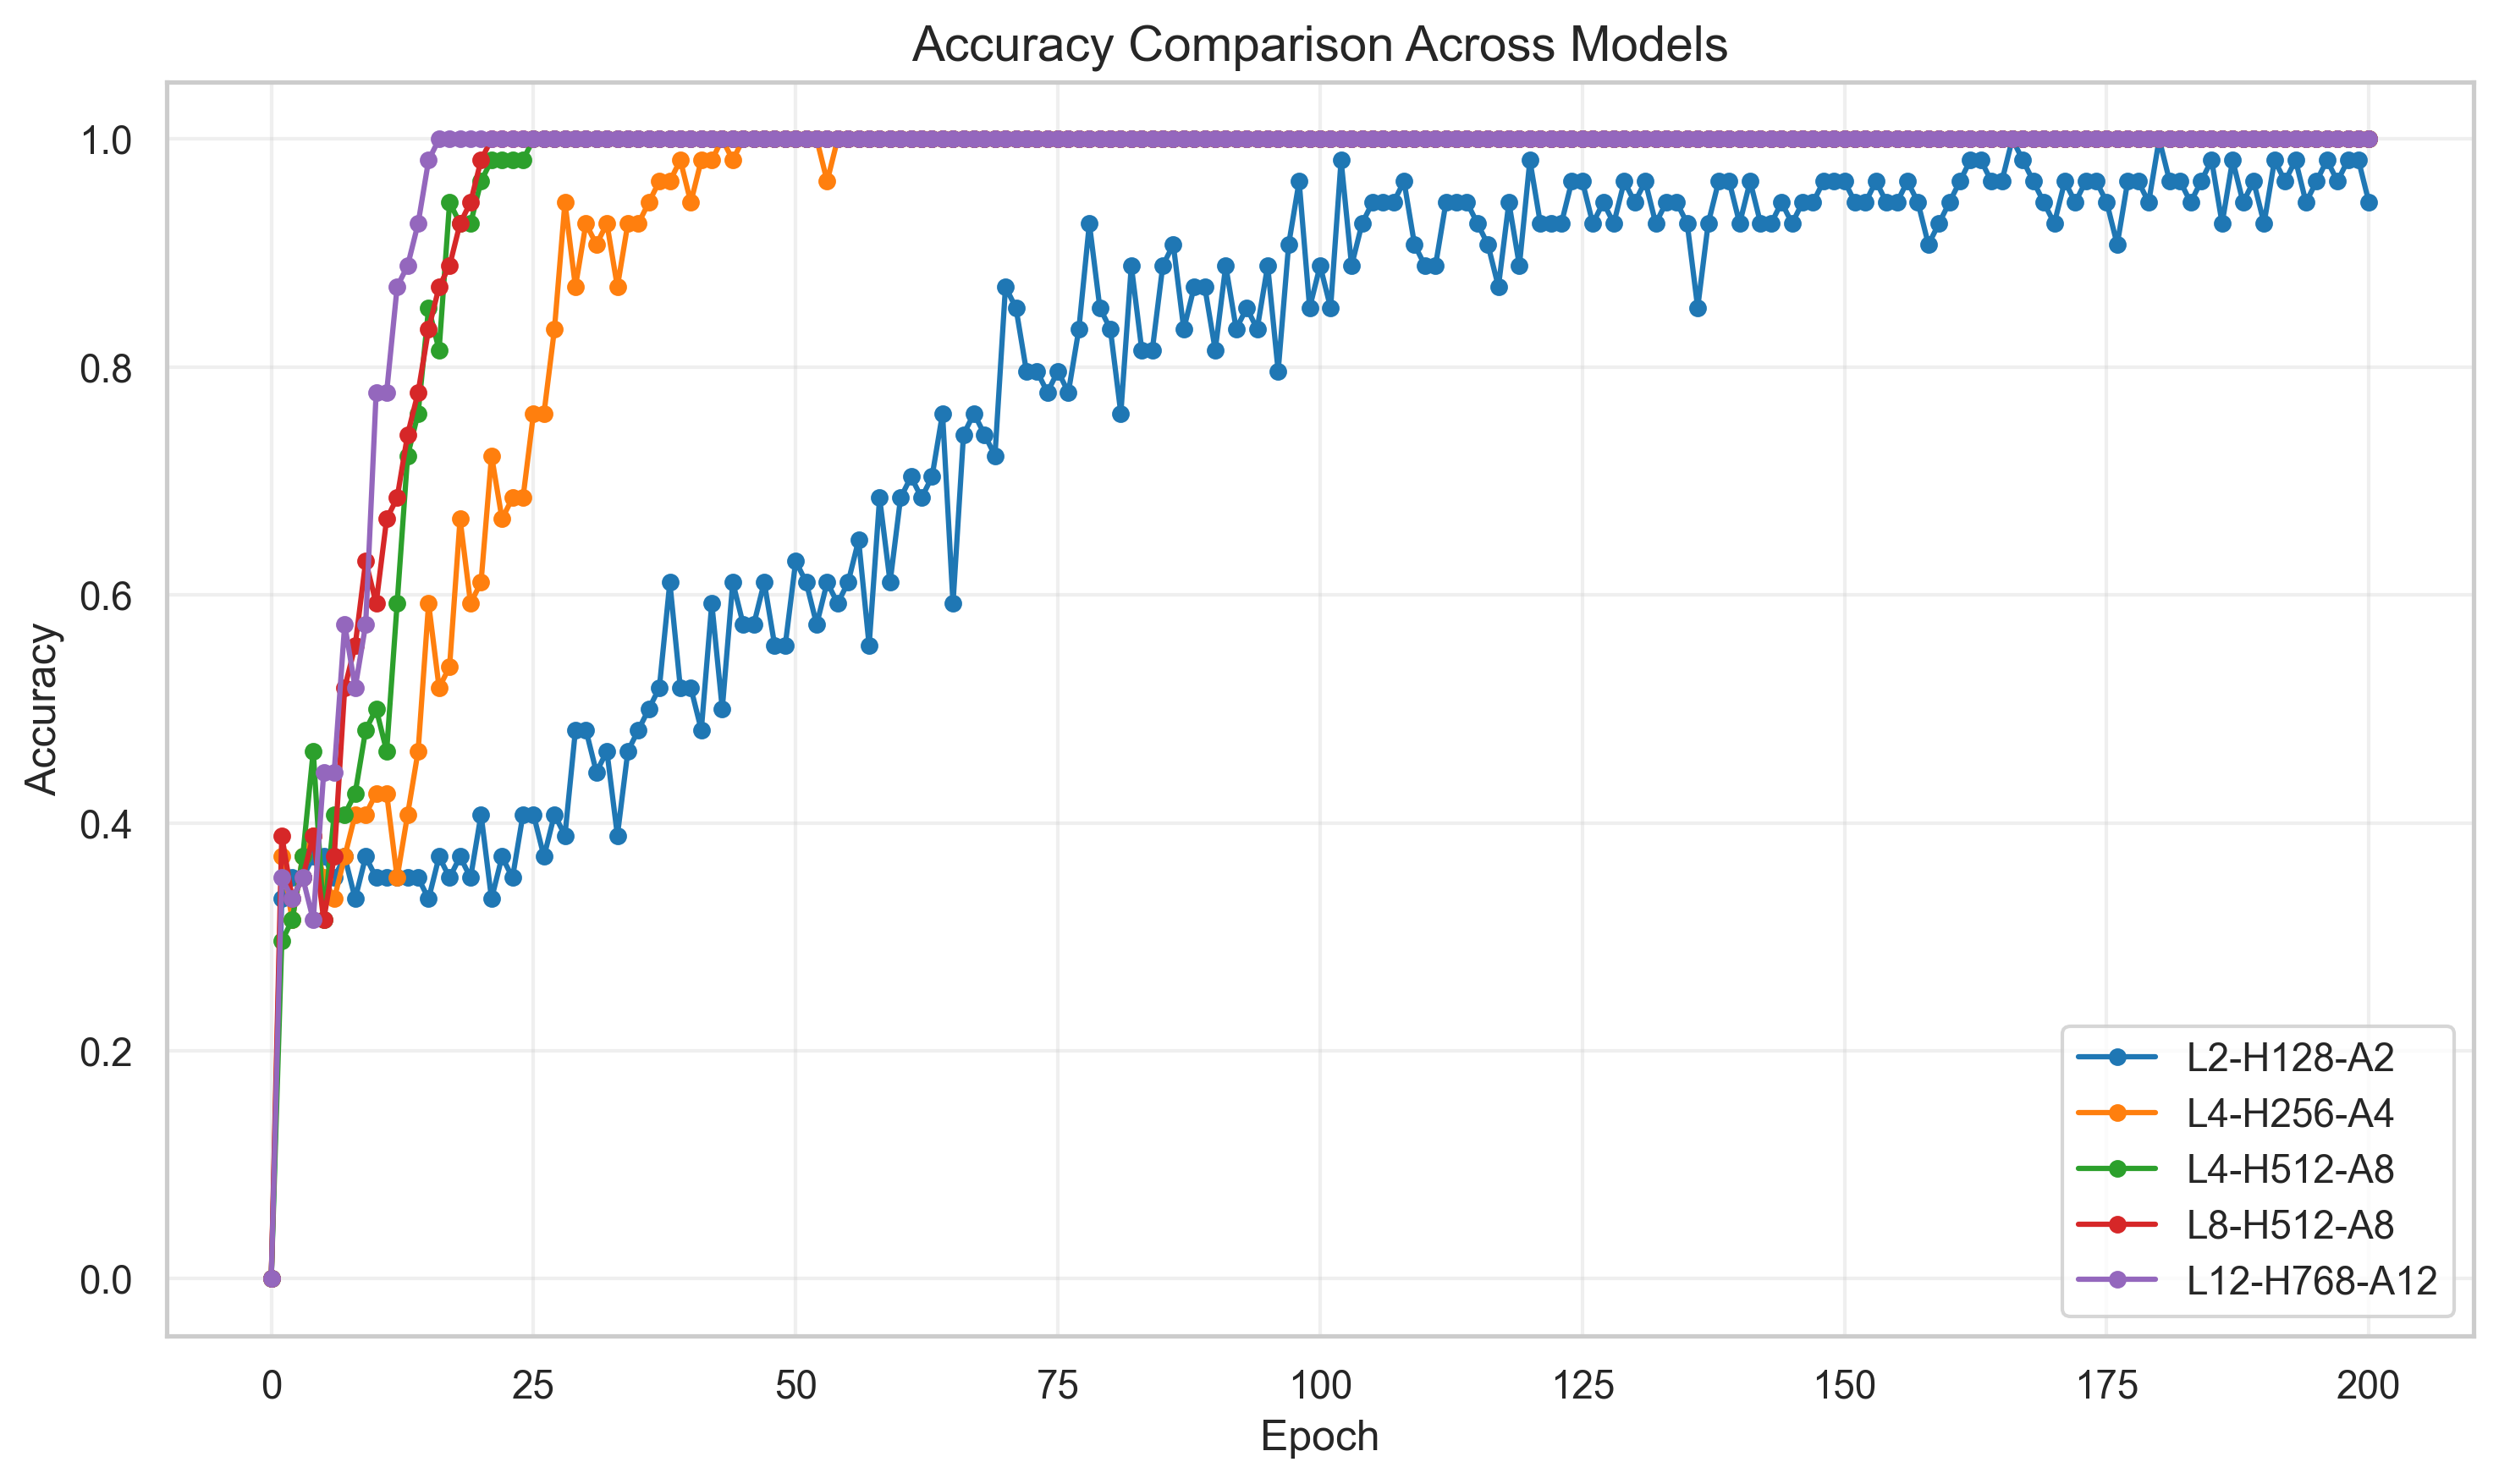 Accuracy Comparison Across Models
Accuracy
1.0
0.8
0.6
0.4
0.2
0.0
0 25 50 75 100 125 150 175 200
Epoch
L2-H128-A2
L4-H256-A4
L4-H512-A8
L8-H512-A8
L12-H768-A12